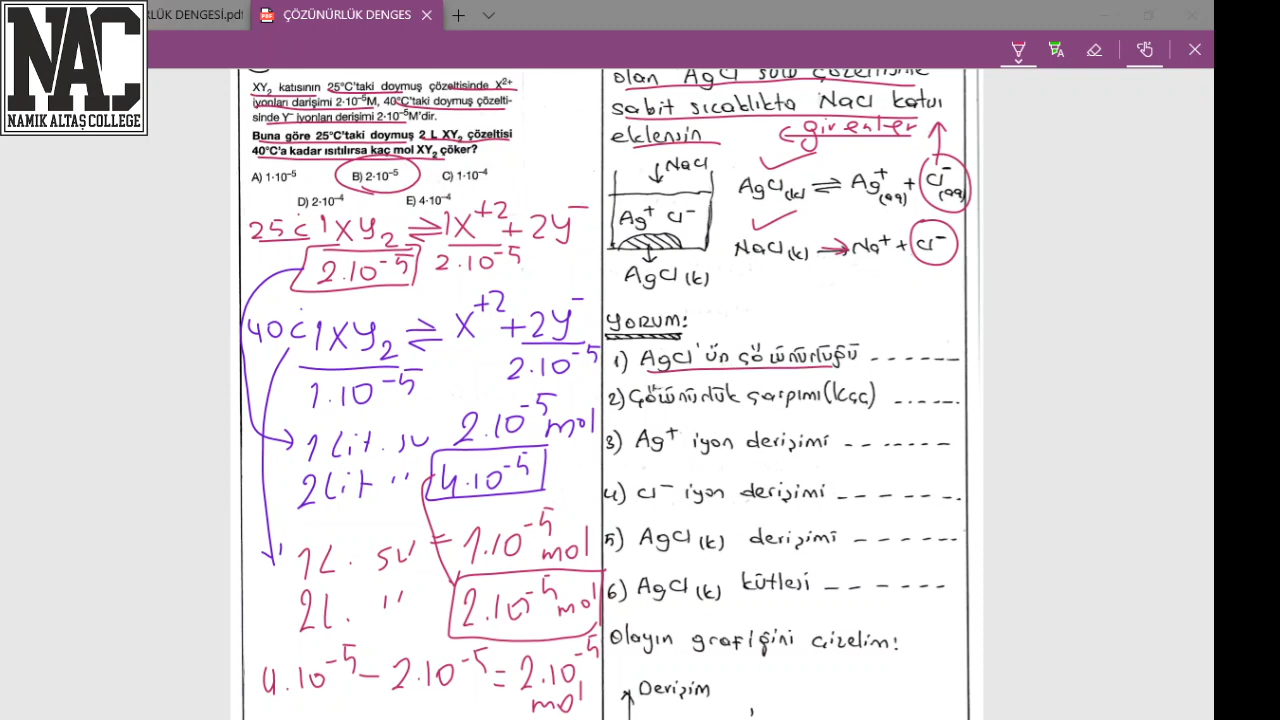 RLÜK DENGESİ.pdf
ÇÖZÜNÜRLÜK DENGES
NAC
NAMIK ALTAŞ COLLEGE
XY₂ katısının 25°C'taki doymuş çözeltisinde X²⁺
iyonları darişimi 2·10⁻⁵M, 40°C'taki doymuş çözelti-
sinde Y⁻ iyonları derişimi 2·10⁻⁵M'dir.
Buna göre 25°C'taki doymuş 2 L XY₂ çözeltisi
40°C'a kadar ısıtılırsa kaç mol XY₂ çöker?
A) 1·10⁻⁵ B) 2·10⁻⁵ C) 1·10⁻⁴
D) 2·10⁻⁴ E) 4·10⁻⁴
25°C 1XY₂ ⇌ 1X⁺² + 2Y⁻
2.10⁻⁵ 2.10⁻⁵
40°C 1XY₂ ⇌ X⁺² + 2Y⁻
1.10⁻⁵ 2.10⁻⁵
1 Lit. su 2.10⁻⁵ mol
2 Lit " 4.10⁻⁵
1L. su = 1.10⁻⁵ mol
2L. " 2.10⁻⁵ mol
4.10⁻⁵ - 2.10⁻⁵ = 2.10⁻⁵ mol
olan AgCl sulu çözeltisine
sabit sıcaklıkta NaCl katısı
eklensin
girenler
NaCl
Ag⁺ Cl⁻
AgCl(k)
AgCl(k) ⇌ Ag⁺(aq) + Cl⁻(aq)
NaCl(k) → Na⁺ + Cl⁻
YORUM:
1) AgCl'ün çözünürlüğü - - - - - - -
2) Çözünürlük çarpımı (Kçç) - - - - - -
3) Ag⁺ iyon derişimi - - - - - - -
4) Cl⁻ iyon derişimi - - - - - - -
5) AgCl(k) derişimi - - - - - -
6) AgCl(k) kütlesi - - - - - - -
Olayın grafiğini çizelim:
Derişim